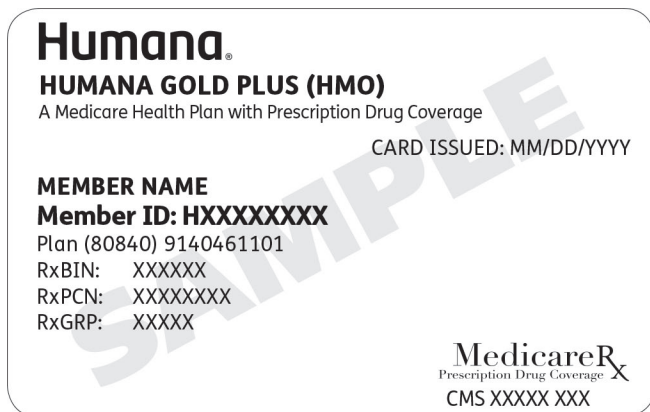 Humana®
HUMANA GOLD PLUS (HMO)
A Medicare Health Plan with Prescription Drug Coverage
CARD ISSUED: MM/DD/YYYY
MEMBER NAME
Member ID: HXXXXXXXX
Plan (80840) 9140461101
RxBIN: XXXXXX
RxPCN: XXXXXXXX
RxGRP: XXXXX
SAMPLE
MedicareRx
Prescription Drug Coverage
CMS XXXXX XXX